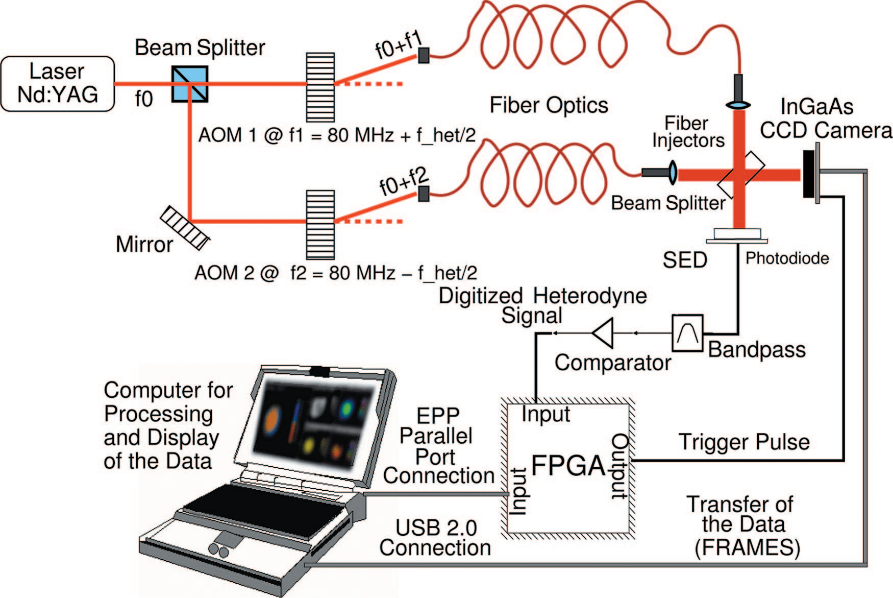 Laser
Nd:YAG
f0
Beam Splitter
f0+f1
AOM 1 @ f1 = 80 MHz + f_het/2
Mirror
f0+f2
AOM 2 @ f2 = 80 MHz − f_het/2
Fiber Optics
Fiber
Injectors
Beam Splitter
InGaAs
CCD Camera
SED
Photodiode
Digitized Heterodyne
Signal
Comparator
Bandpass
Computer for
Processing
and Display
of the Data
EPP
Parallel
Port
Connection
USB 2.0
Connection
Input
Input
FPGA
Output
Trigger Pulse
Transfer of
the Data
(FRAMES)